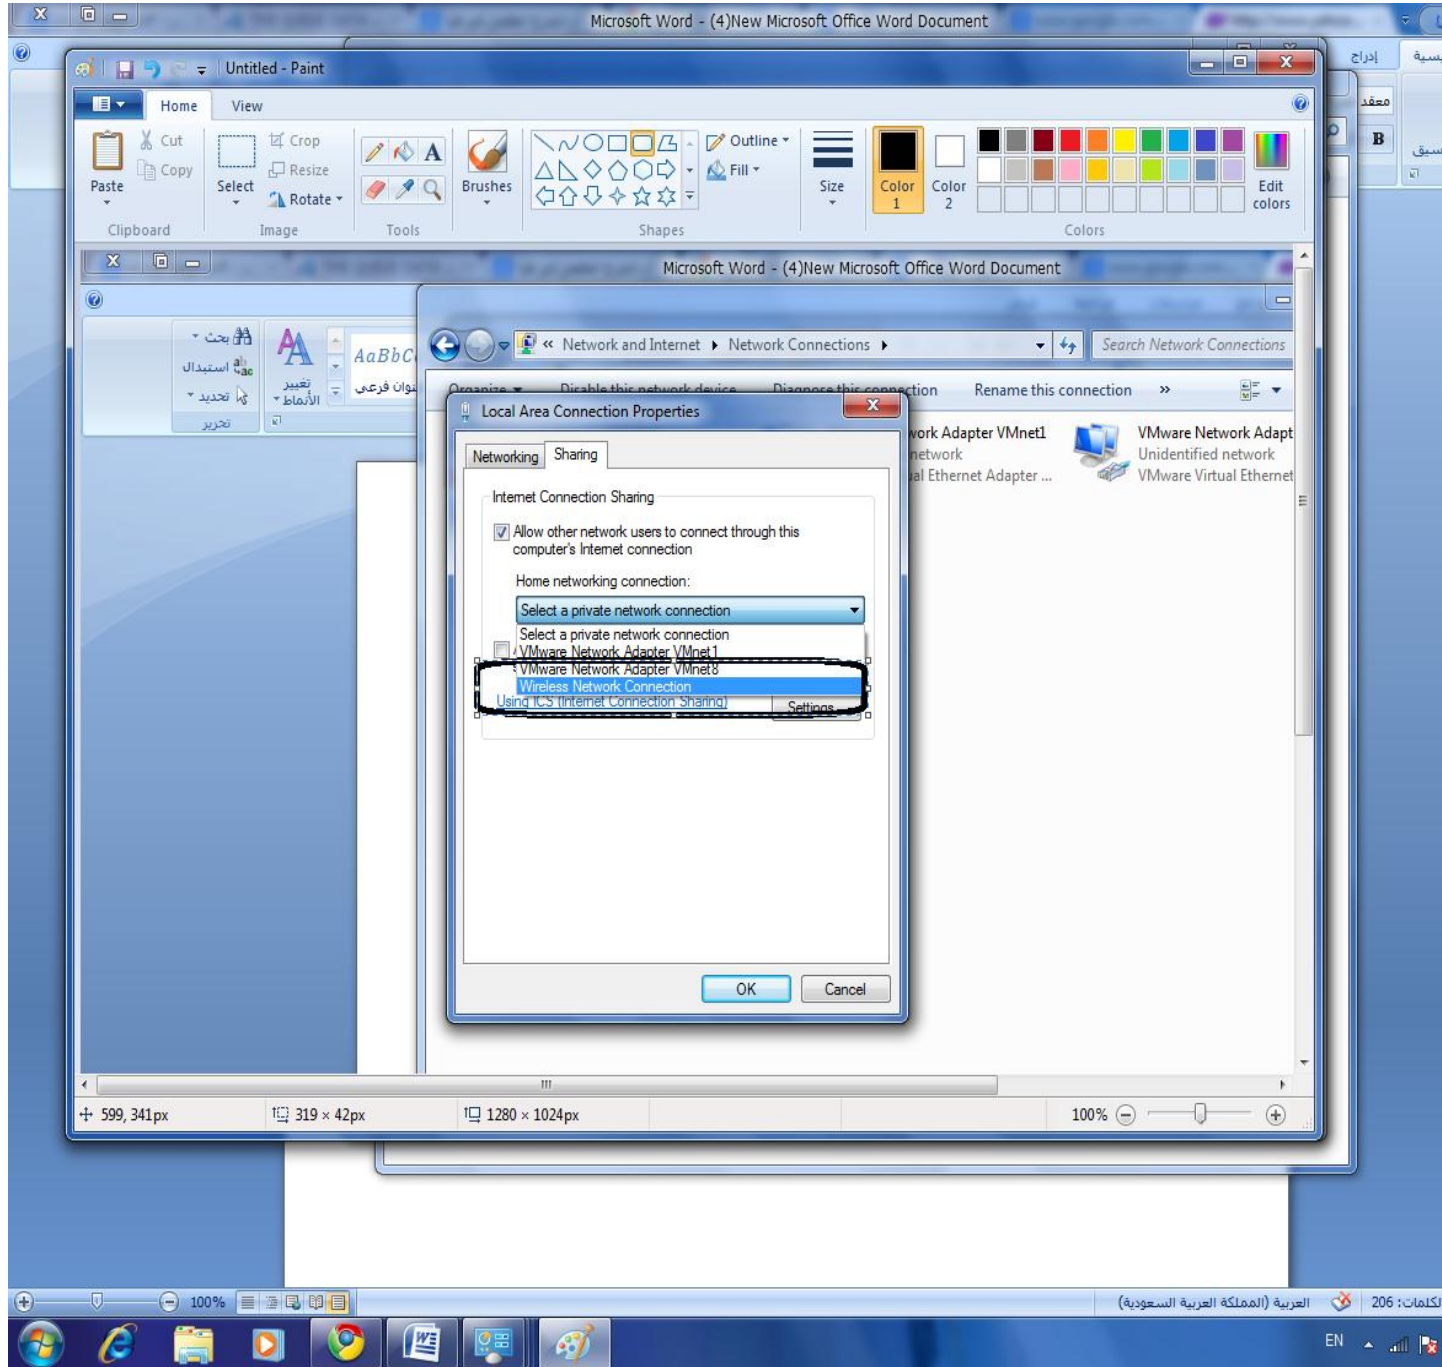 Microsoft Word - (4)New Microsoft Office Word Document
إدراج
Untitled - Paint
معقد
B
Home View
Cut
Copy
Paste
Clipboard
Select
Crop
Resize
Rotate
Image
A
Tools
Brushes
Outline
Fill
Shapes
Size
Color 1
Color 2
Edit colors
Colors
Microsoft Word - (4)New Microsoft Office Word Document
بحث
استبدال
تحديد
تحرير
تغيير
الأنماط
AaBbC
عنوان فرعي
Network and Internet Network Connections
Search Network Connections
Organize Disable this network device Diagnose this connection Rename this connection »
Local Area Connection Properties
work Adapter VMnet1
network
ual Ethernet Adapter ...
VMware Network Adapt
Unidentified network
VMware Virtual Ethernet
Networking Sharing
Internet Connection Sharing
Allow other network users to connect through this
computer's Internet connection
Home networking connection:
Select a private network connection
Select a private network connection
VMware Network Adapter VMnet1
VMware Network Adapter VMnet8
Wireless Network Connection
Using ICS (Internet Connection Sharing)
Settings...
OK Cancel
599, 341px 319 × 42px 1280 × 1024px 100%
100%
العربية (المملكة العربية السعودية)
الكلمات: 206
EN